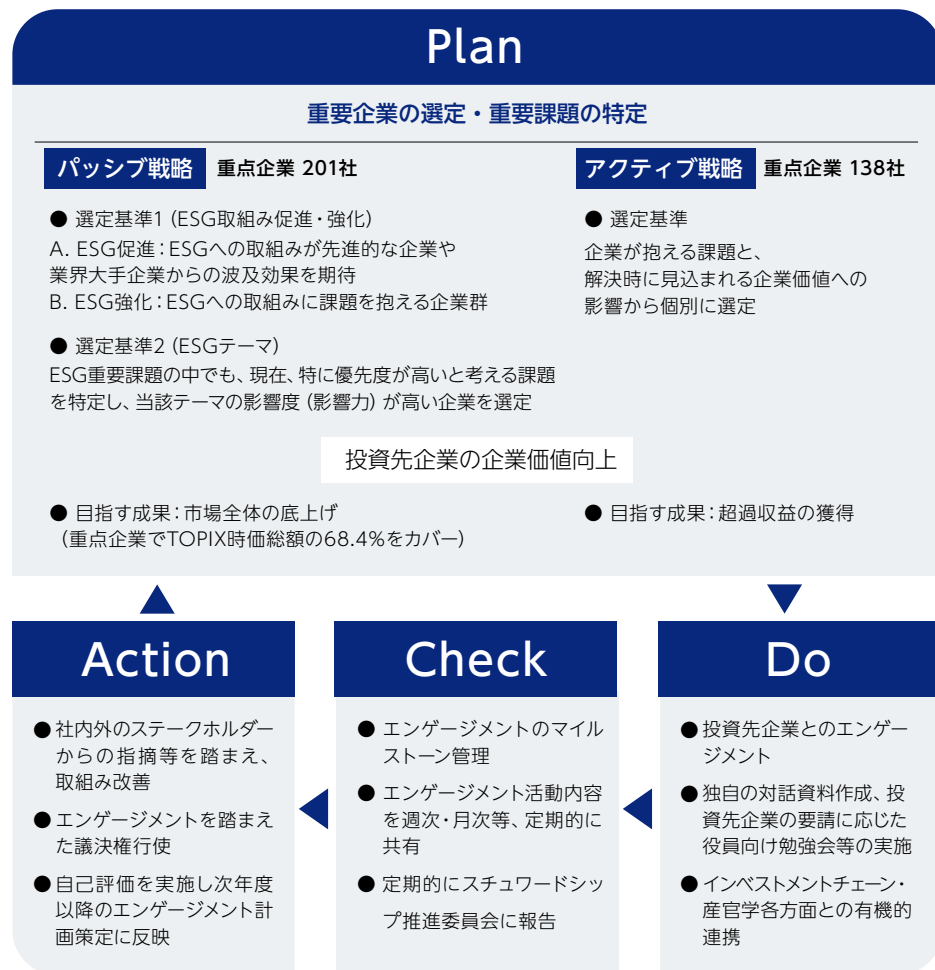 Plan
重要企業の選定・重要課題の特定
パッシブ戦略 重点企業 201社
● 選定基準1（ESG取組み促進・強化）
A. ESG促進：ESGへの取組みが先進的な企業や
業界大手企業からの波及効果を期待
B. ESG強化：ESGへの取組みに課題を抱える企業群
● 選定基準2（ESGテーマ）
ESG重要課題の中でも、現在、特に優先度が高いと考える課題
を特定し、当該テーマの影響度（影響力）が高い企業を選定
アクティブ戦略 重点企業 138社
● 選定基準
企業が抱える課題と、
解決時に見込まれる企業価値への
影響から個別に選定
投資先企業の企業価値向上
● 目指す成果：市場全体の底上げ
（重点企業でTOPIX時価総額の68.4%をカバー）
● 目指す成果：超過収益の獲得
Action
● 社内外のステークホルダー
からの指摘等を踏まえ、
取組み改善
● エンゲージメントを踏まえ
た議決権行使
● 自己評価を実施し次年度
以降のエンゲージメント計
画策定に反映
Check
● エンゲージメントのマイル
ストーン管理
● エンゲージメント活動内容
を週次・月次等、定期的に
共有
● 定期的にスチュワードシッ
プ推進委員会に報告
Do
● 投資先企業とのエンゲー
ジメント
● 独自の対話資料作成、投
資先企業の要請に応じた
役員向け勉強会等の実施
● インベストメントチェーン・
産官学各方面との有機的
連携